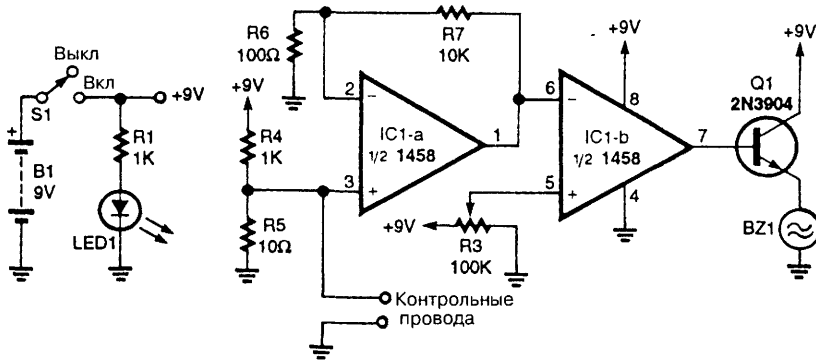 Выкл
Вкл
S1
+9V
+
B1
9V
R1
1K
LED1
R6
100Ω
R7
10K
+9V
R4
1K
R5
10Ω
2
−
3
+
1
IC1-a
1/2 1458
+9V
R3
100K
Контрольные
провода
6
−
5
+
IC1-b
1/2 1458
+9V
8
4
7
Q1
2N3904
+9V
BZ1